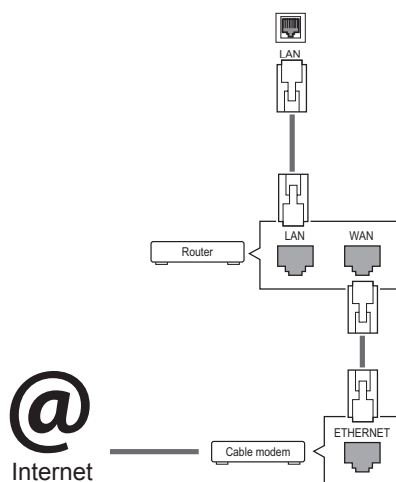 LAN
LAN WAN
Router
ETHERNET
Cable modem
@
Internet